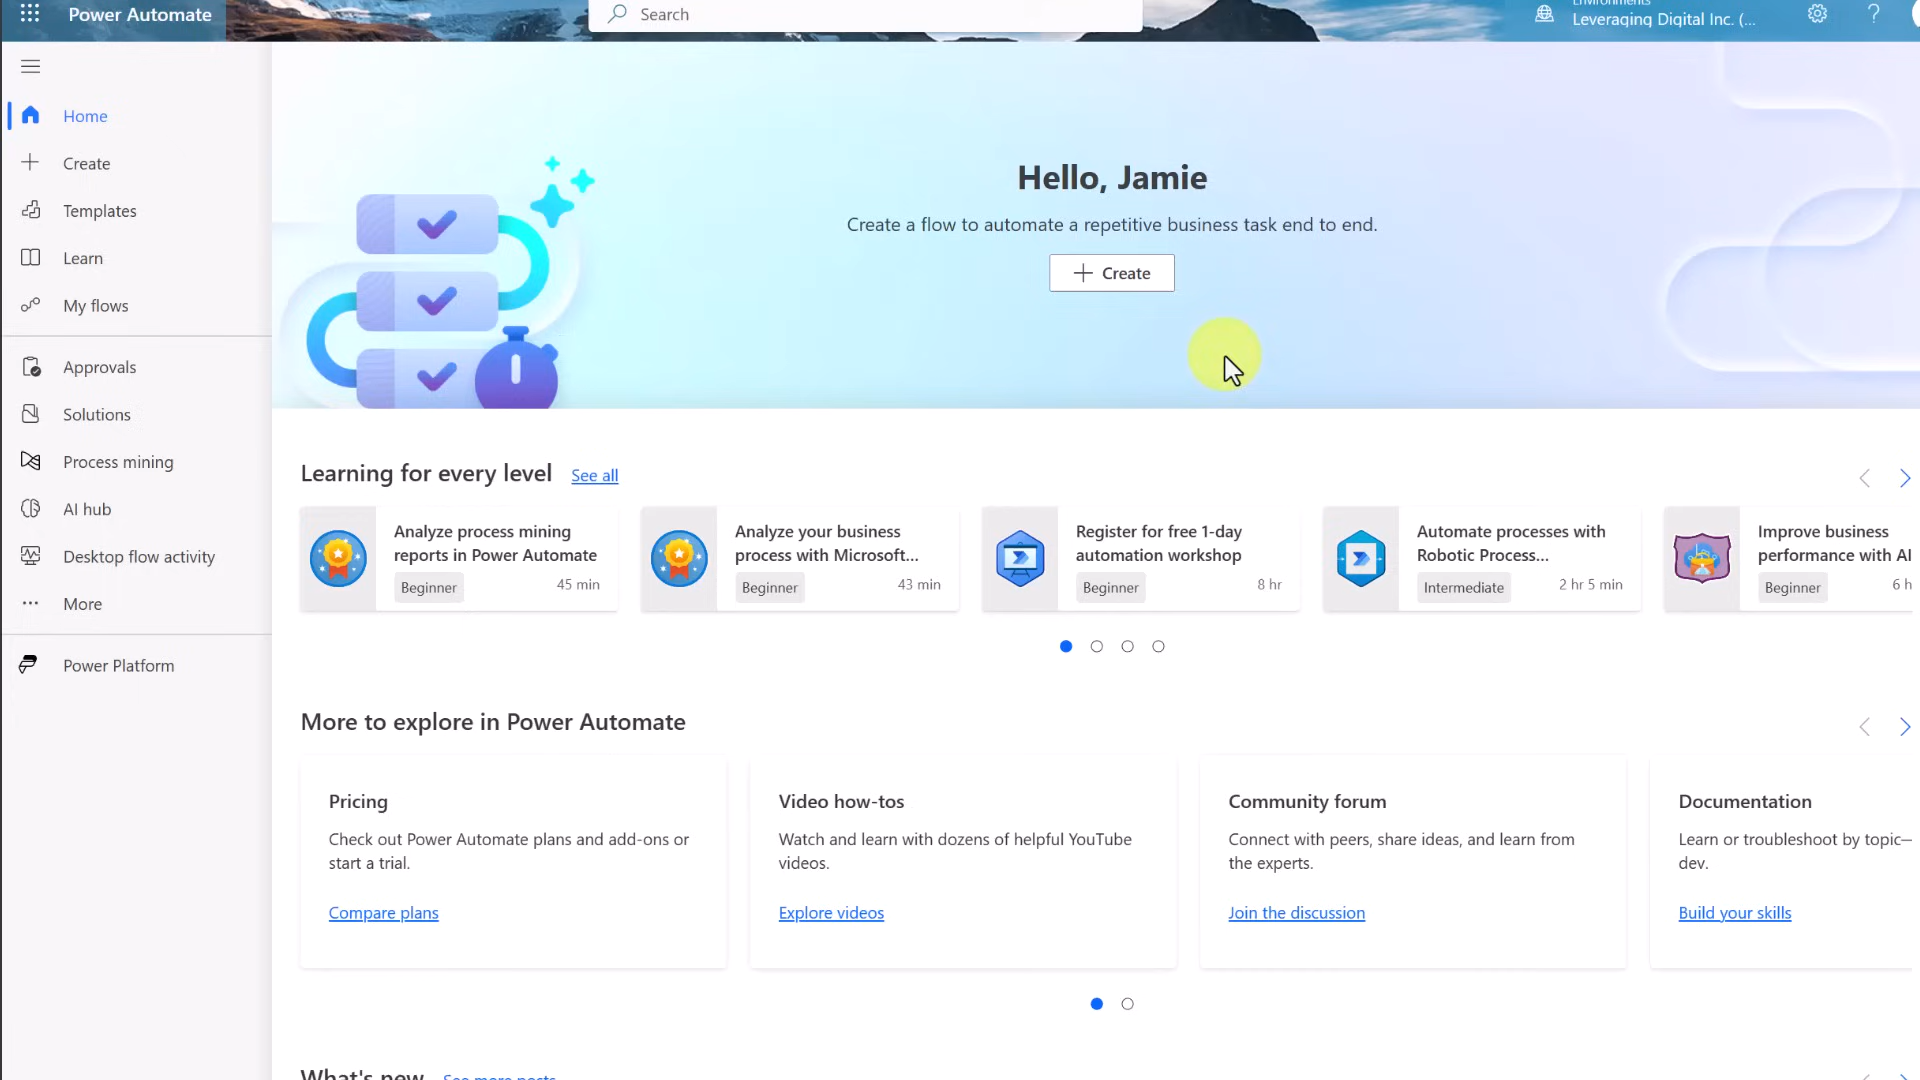 Power Automate
Search
Environments
Leveraging Digital Inc. (...
Home
Create
Templates
Learn
My flows
Approvals
Solutions
Process mining
AI hub
Desktop flow activity
More
Power Platform
Hello, Jamie
Create a flow to automate a repetitive business task end to end.
Create
Learning for every level See all
Analyze process mining
reports in Power Automate
Beginner 45 min
Analyze your business
process with Microsoft...
Beginner 43 min
Register for free 1-day
automation workshop
Beginner 8 hr
Automate processes with
Robotic Process...
Intermediate 2 hr 5 min
Improve business
performance with AI
Beginner 6 h
More to explore in Power Automate
Pricing
Check out Power Automate plans and add-ons or
start a trial.
Compare plans
Video how-tos
Watch and learn with dozens of helpful YouTube
videos.
Explore videos
Community forum
Connect with peers, share ideas, and learn from
the experts.
Join the discussion
Documentation
Learn or troubleshoot by topic—
dev.
Build your skills
What's new See more posts